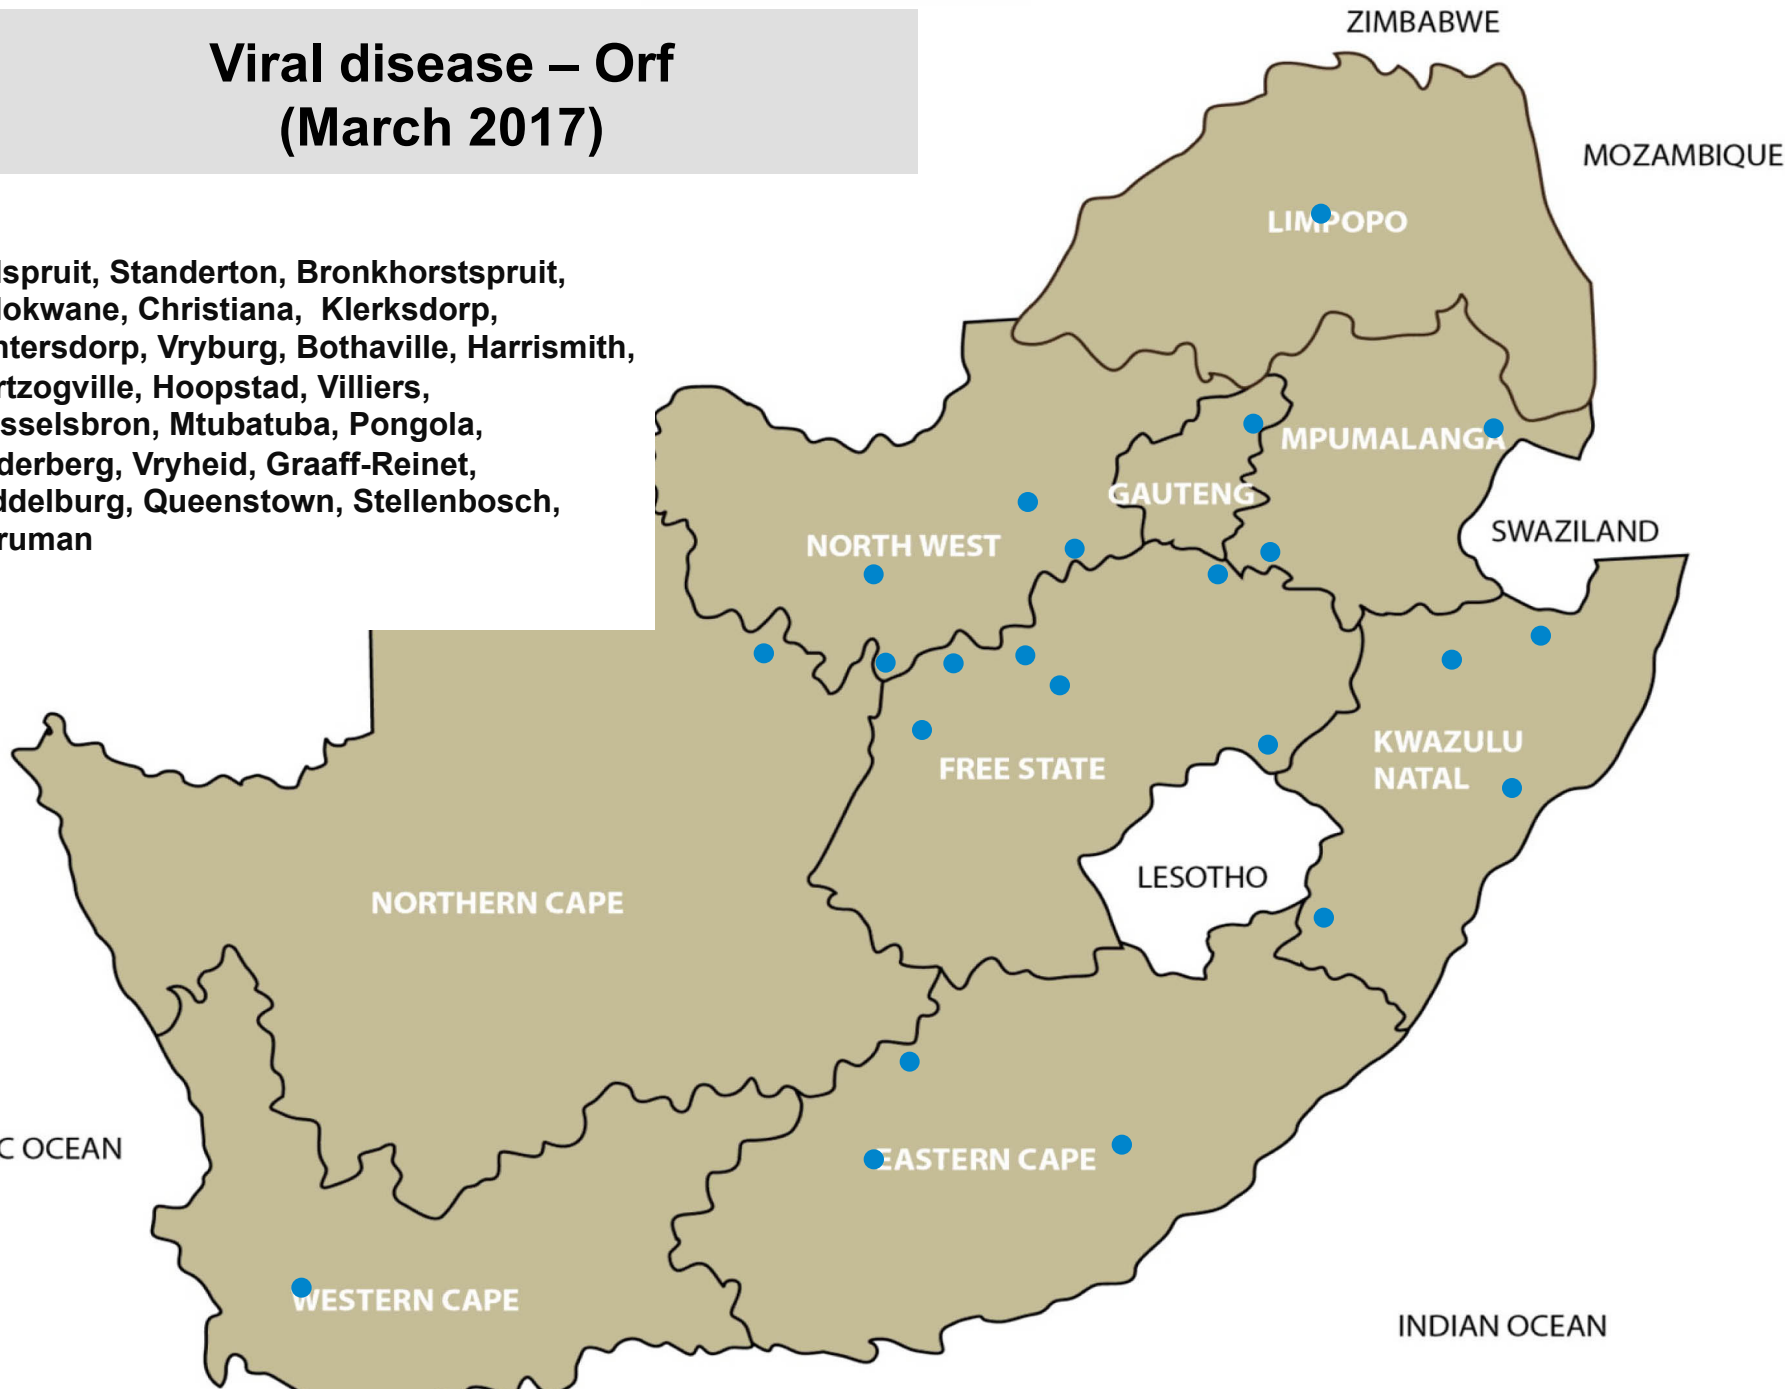 Viral disease – Orf
(March 2017)
ZIMBABWE
MOZAMBIQUE
LIMPOPO
lspruit, Standerton, Bronkhorstspruit,
lokwane, Christiana, Klerksdorp,
ntersdorp, Vryburg, Bothaville, Harrismith,
rtzogville, Hoopstad, Villiers,
sselsbron, Mtubatuba, Pongola,
derberg, Vryheid, Graaff-Reinet,
ddelburg, Queenstown, Stellenbosch,
ruman
MPUMALANGA
GAUTENG
SWAZILAND
NORTH WEST
KWAZULU
NATAL
FREE STATE
LESOTHO
NORTHERN CAPE
C OCEAN
EASTERN CAPE
WESTERN CAPE
INDIAN OCEAN